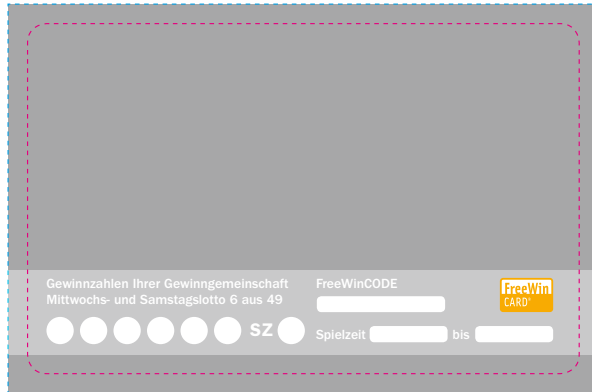 Gewinnzahlen Ihrer Gewinngemeinschaft
Mittwochs- und Samstagslotto 6 aus 49
SZ
FreeWinCODE
Spielzeit bis
FreeWin
CARD®